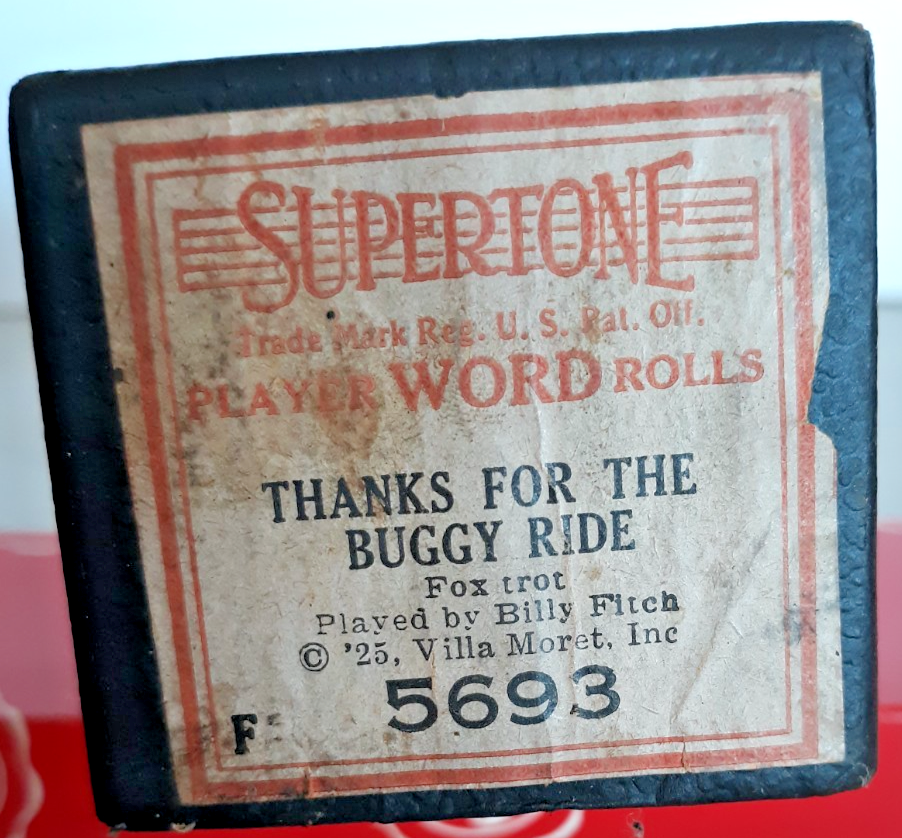 SUPERTONE
Trade Mark Reg. U. S. Pat. Off.
PLAYER WORD ROLLS
THANKS FOR THE
BUGGY RIDE
Fox trot
Played by Billy Fitch
© '25, Villa Moret, Inc
5693
F